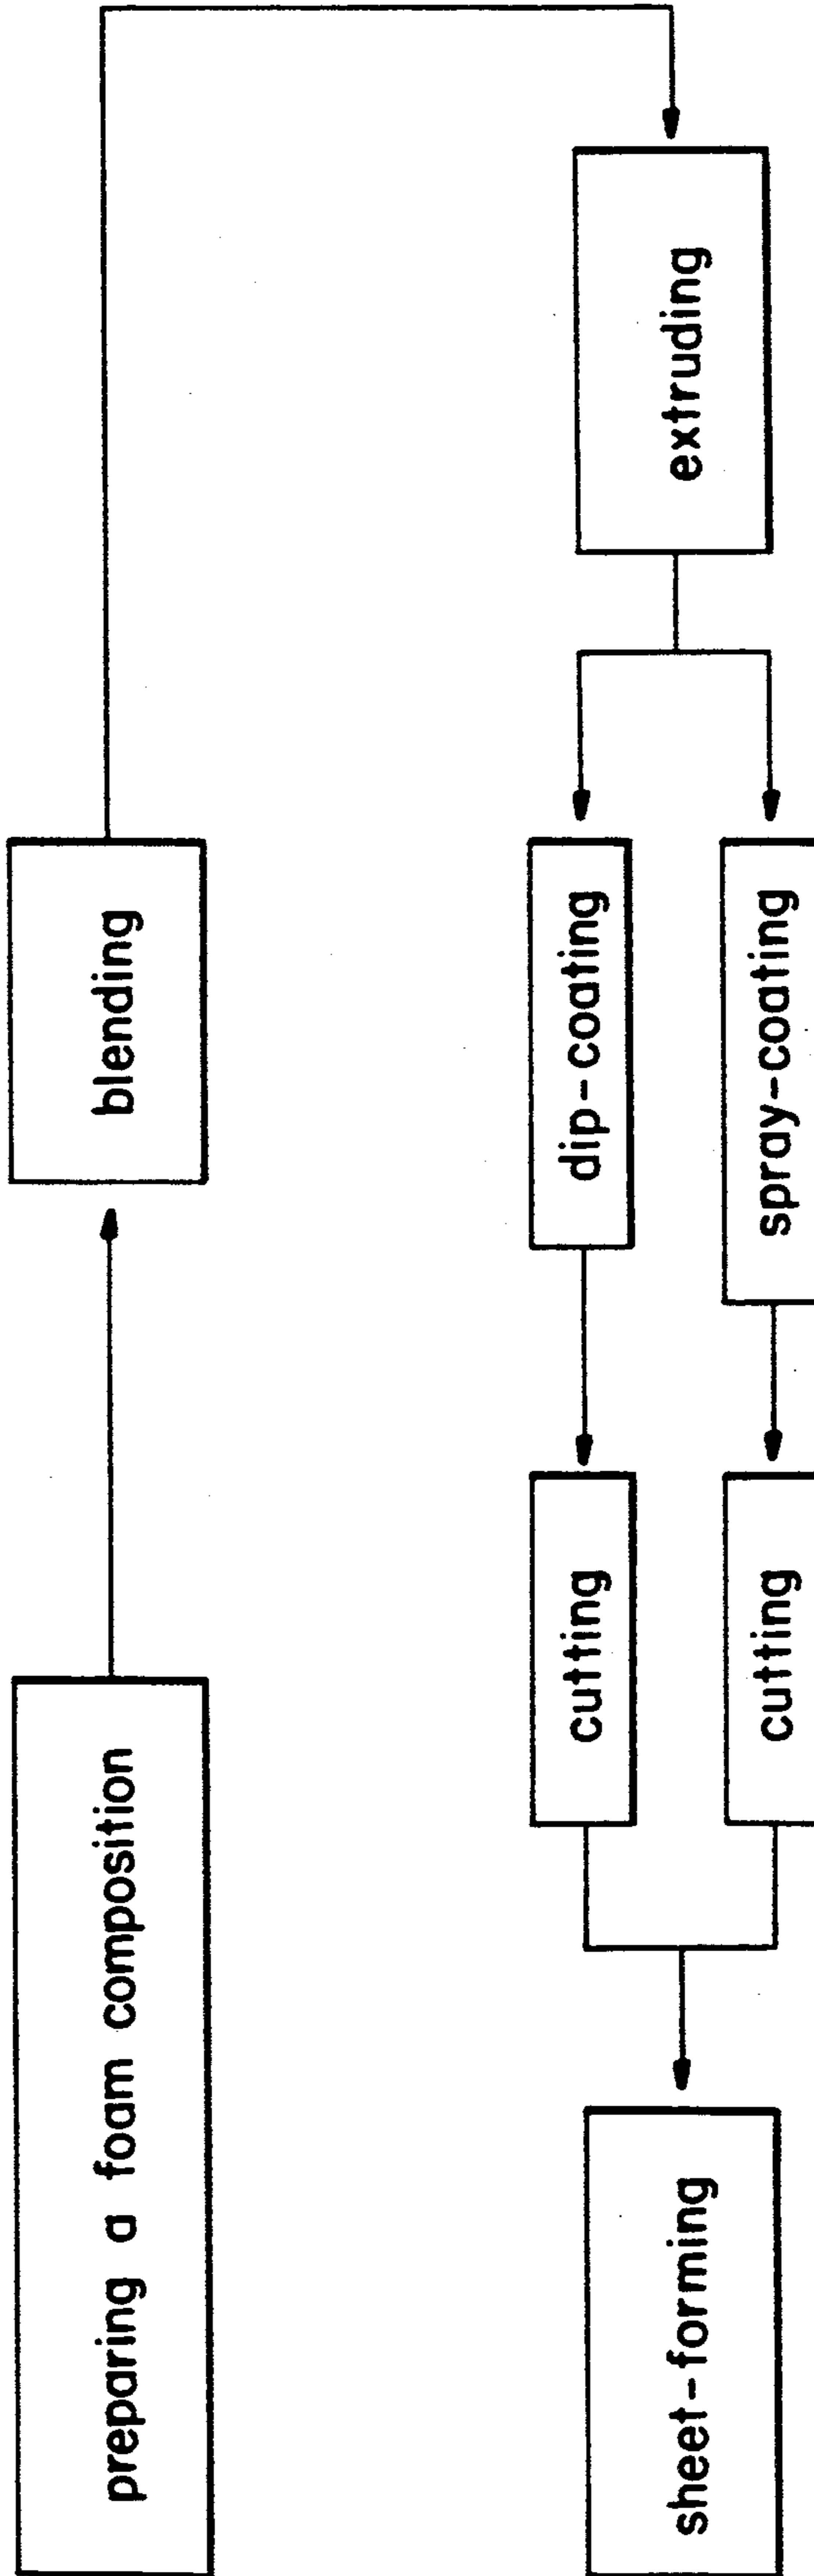 preparing a foam composition
blending
extruding
dip-coating
spray-coating
cutting
cutting
sheet-forming